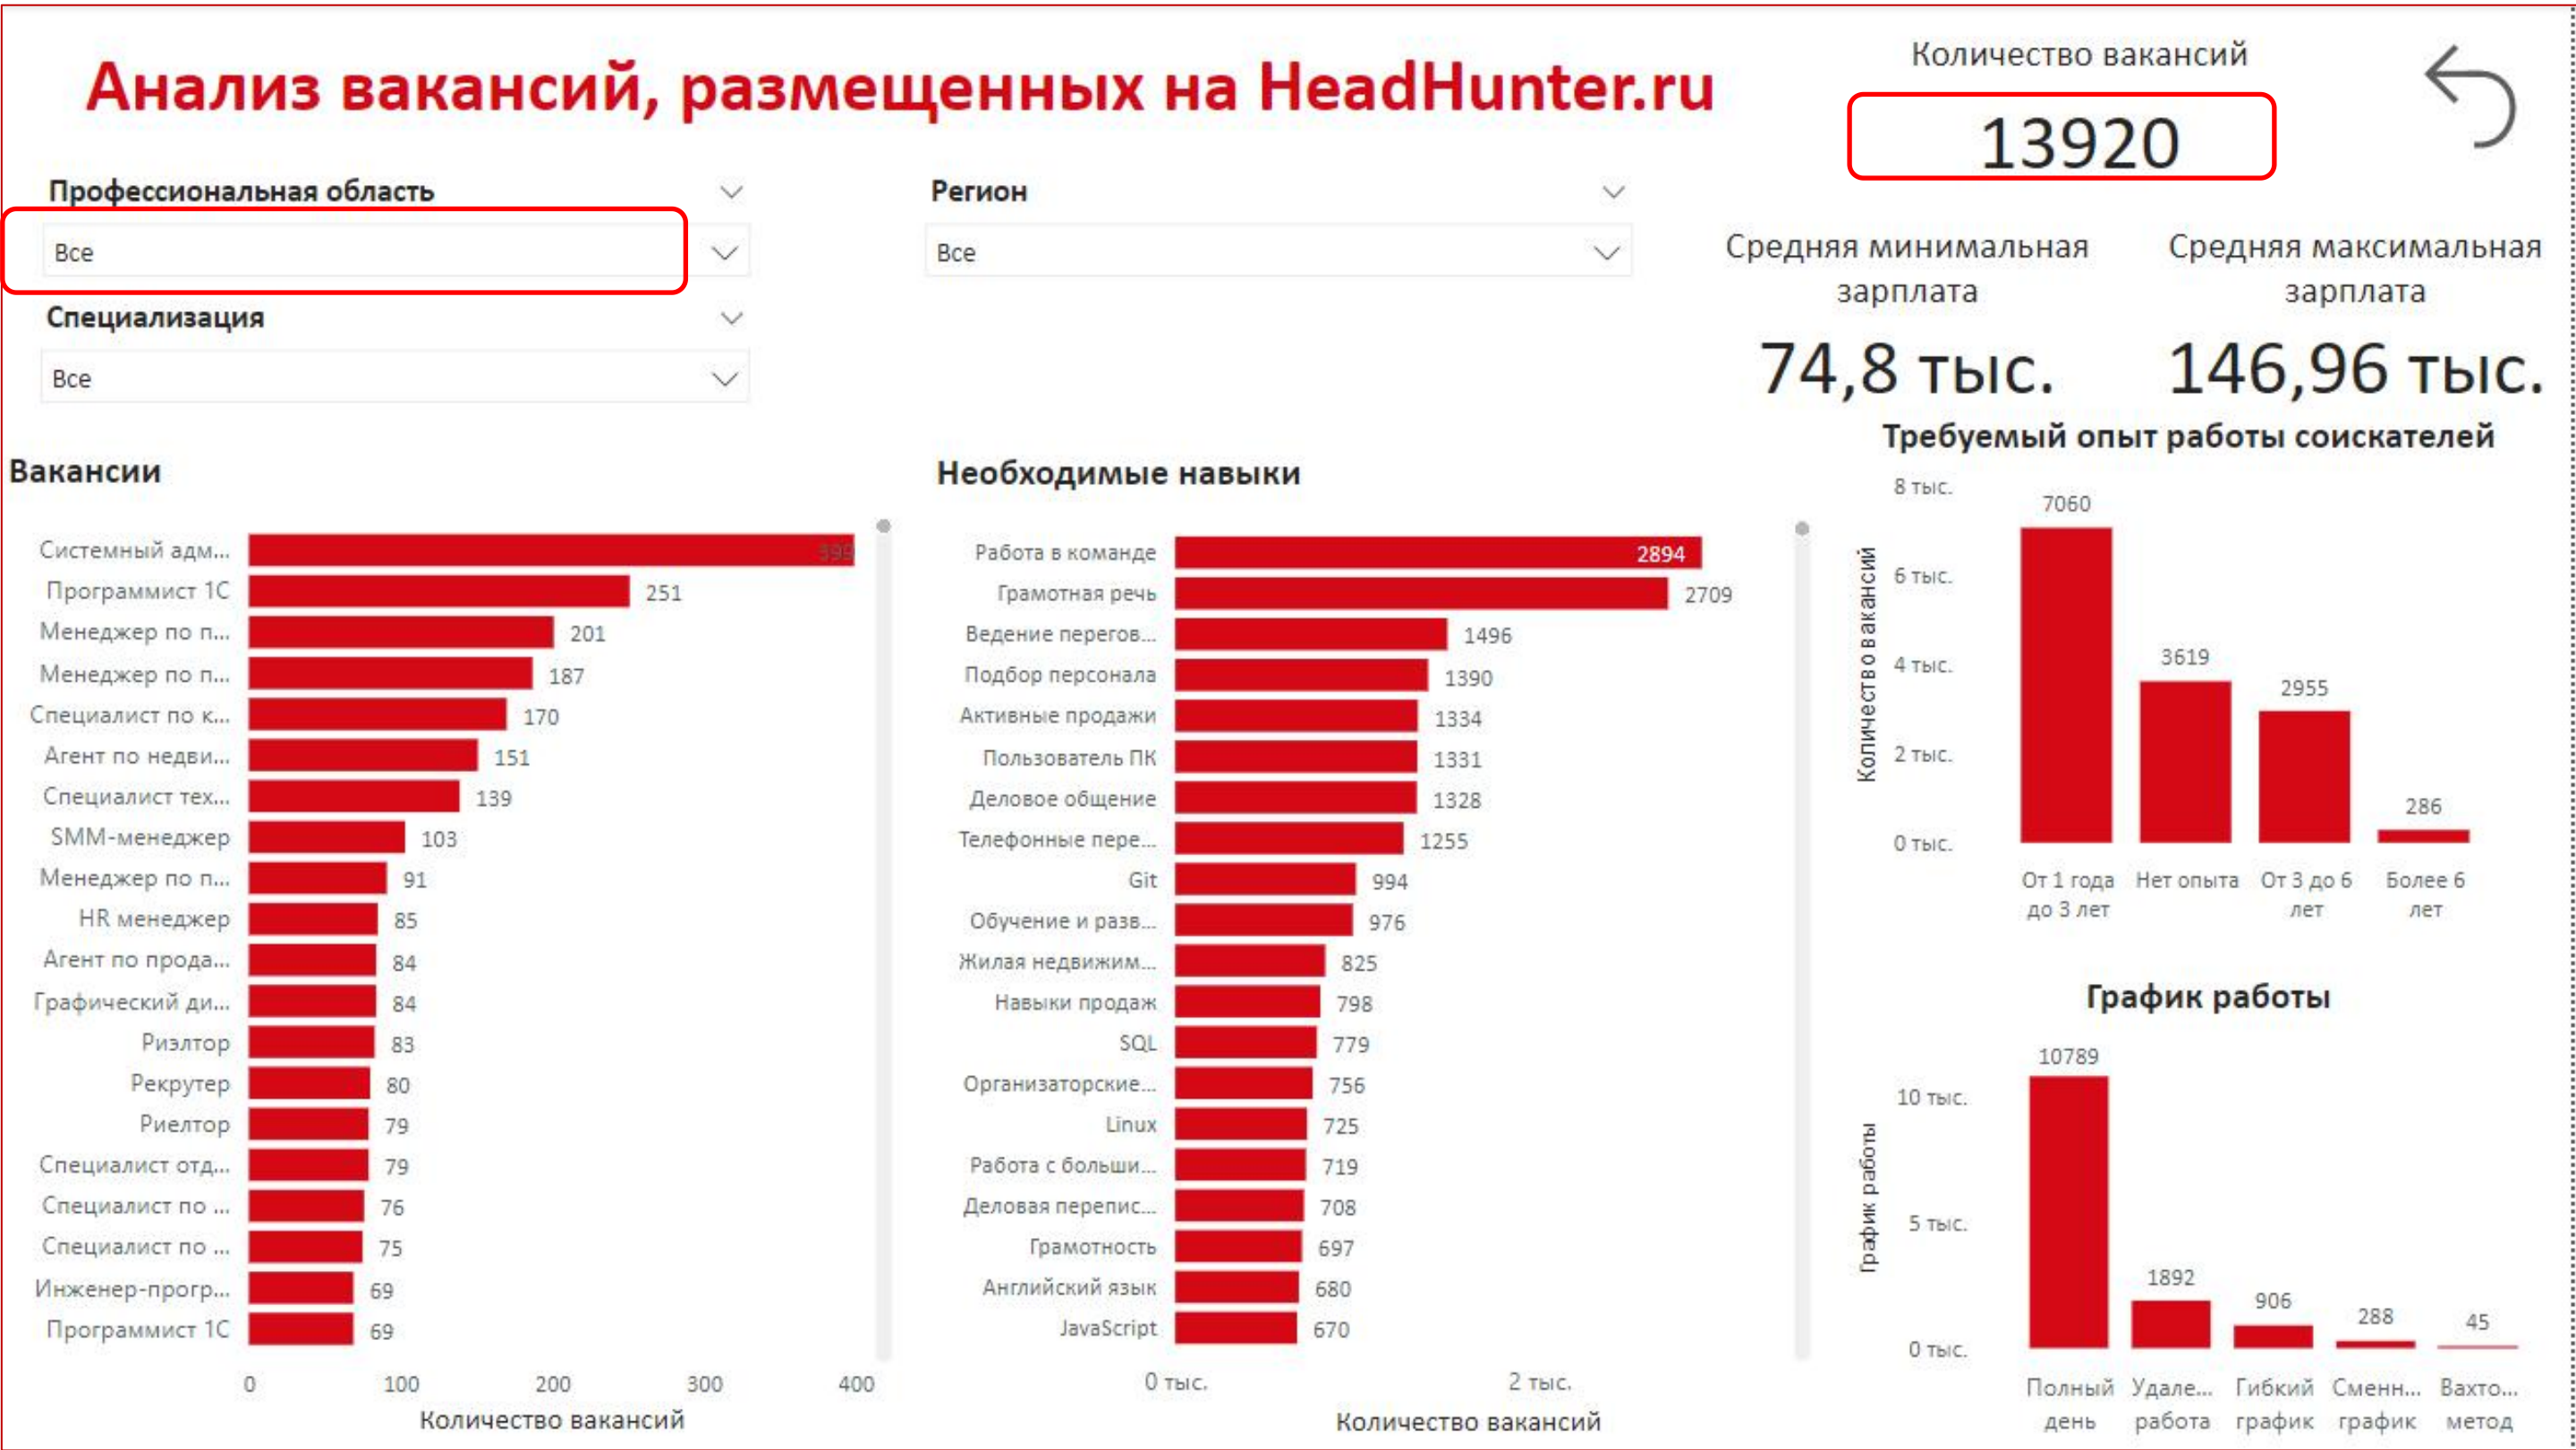 Анализ вакансий, размещенных на HeadHunter.ru
Количество вакансий
13920
Профессиональная область
Все
Регион
Все
Специализация
Все
Средняя минимальная
зарплата
74,8 тыс.
Средняя максимальная
зарплата
146,96 тыс.
Вакансии
Системный адм... 399
Программист 1С 251
Менеджер по п... 201
Менеджер по п... 187
Специалист по к... 170
Агент по недви... 151
Специалист тех... 139
SMM-менеджер 103
Менеджер по п... 91
HR менеджер 85
Агент по прода... 84
Графический ди... 84
Риэлтор 83
Рекрутер 80
Риелтор 79
Специалист отд... 79
Специалист по ... 76
Специалист по ... 75
Инженер-прогр... 69
Программист 1С 69
0 100 200 300 400
Количество вакансий
Необходимые навыки
Работа в команде 2894
Грамотная речь 2709
Ведение перегов... 1496
Подбор персонала 1390
Активные продажи 1334
Пользователь ПК 1331
Деловое общение 1328
Телефонные пере... 1255
Git 994
Обучение и разв... 976
Жилая недвижим... 825
Навыки продаж 798
SQL 779
Организаторские... 756
Linux 725
Работа с больши... 719
Деловая перепис... 708
Грамотность 697
Английский язык 680
JavaScript 670
0 тыс. 2 тыс.
Количество вакансий
Требуемый опыт работы соискателей
Количество вакансий
8 тыс.
6 тыс.
4 тыс.
2 тыс.
0 тыс.
7060
3619
2955
286
От 1 года Нет опыта От 3 до 6 Более 6
до 3 лет лет лет
График работы
График работы
10 тыс.
5 тыс.
0 тыс.
10789
1892
906
288
45
Полный Удале... Гибкий Сменн... Вахто...
день работа график график метод